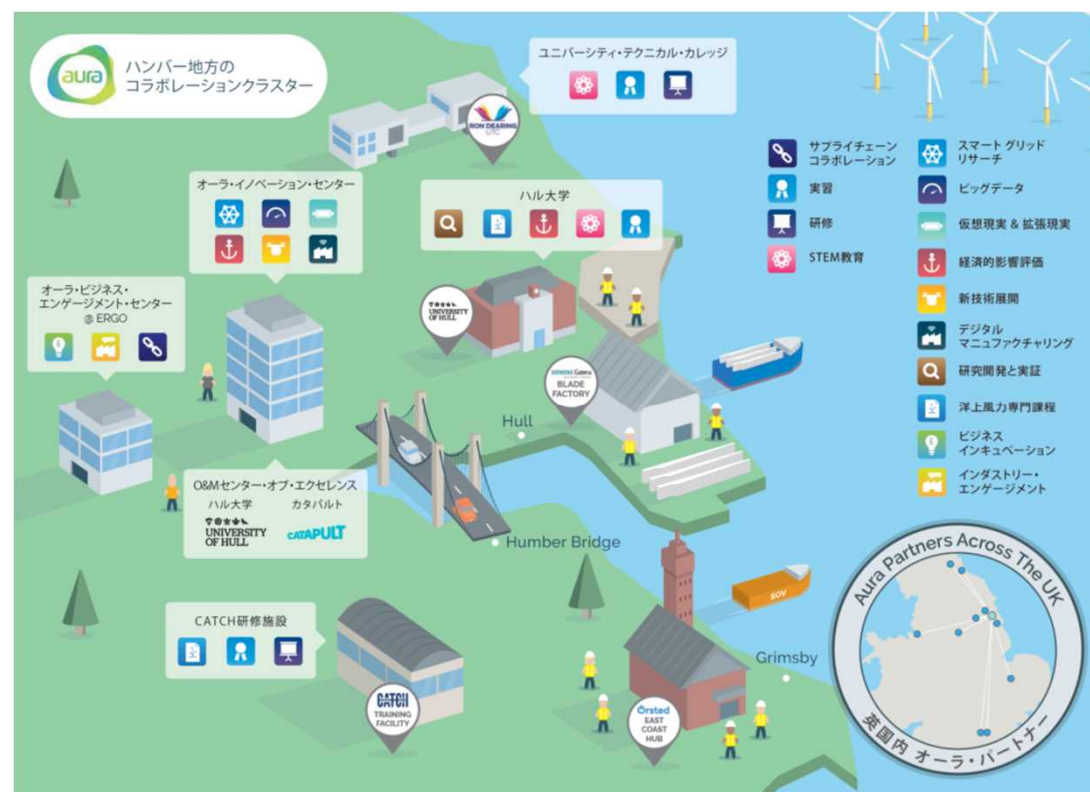 aura
ハンバー地方の
コラボレーションクラスター
ユニバーシティ・テクニカル・カレッジ
RON DEARING
UTC
オーラ・イノベーション・センター
ハル大学
UNIVERSITY
OF HULL
オーラ・ビジネス・
エンゲージメント・センター
@ ERGO
SIEMENS Gamesa
BLADE
FACTORY
Hull
O&Mセンター・オブ・エクセレンス
ハル大学
カタパルト
UNIVERSITY
OF HULL
CATAPULT
Humber Bridge
CATCH研修施設
CATCH
TRAINING
FACILITY
SOV
Grimsby
Orsted
EAST
COAST
HUB
サプライチェーン
コラボレーション
実習
研修
STEM教育
スマート グリッド
リサーチ
ビッグデータ
仮想現実 & 拡張現実
経済的影響評価
新技術展開
デジタル
マニュファクチャリング
研究開発と実証
洋上風力専門課程
ビジネス
インキュベーション
インダストリー・
エンゲージメント
Aura Partners Across The UK
英国内 オーラ・パートナー